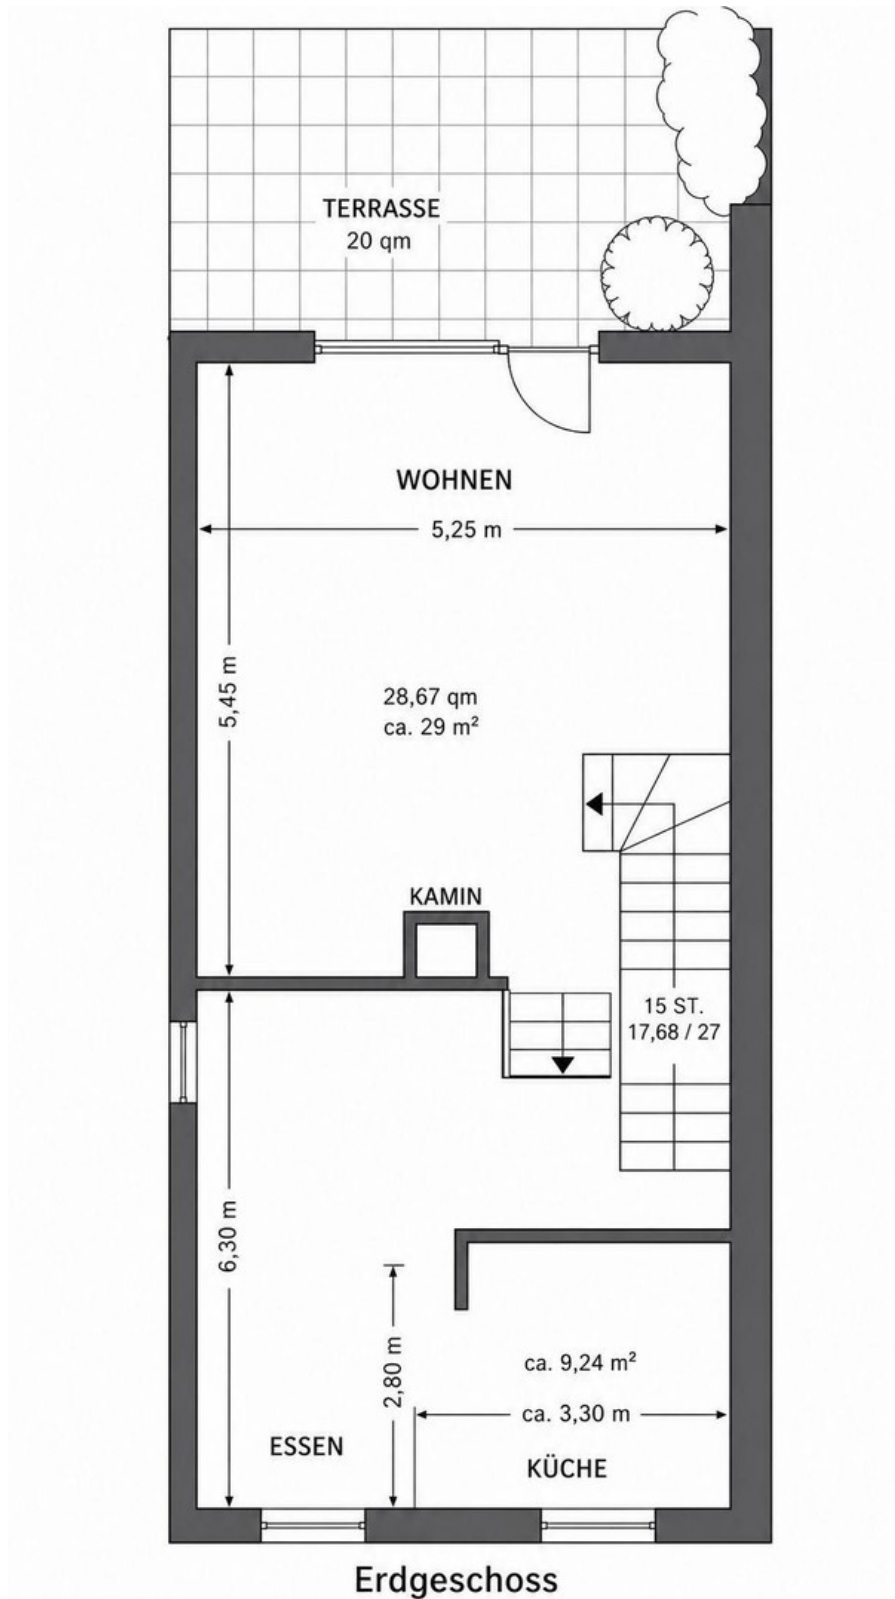 TERRASSE
20 qm
WOHNEN
5,25 m
5,45 m
28,67 qm
ca. 29 m²
KAMIN
15 ST.
17,68 / 27
6,30 m
2,80 m
ca. 9,24 m²
ca. 3,30 m
ESSEN
KÜCHE
Erdgeschoss